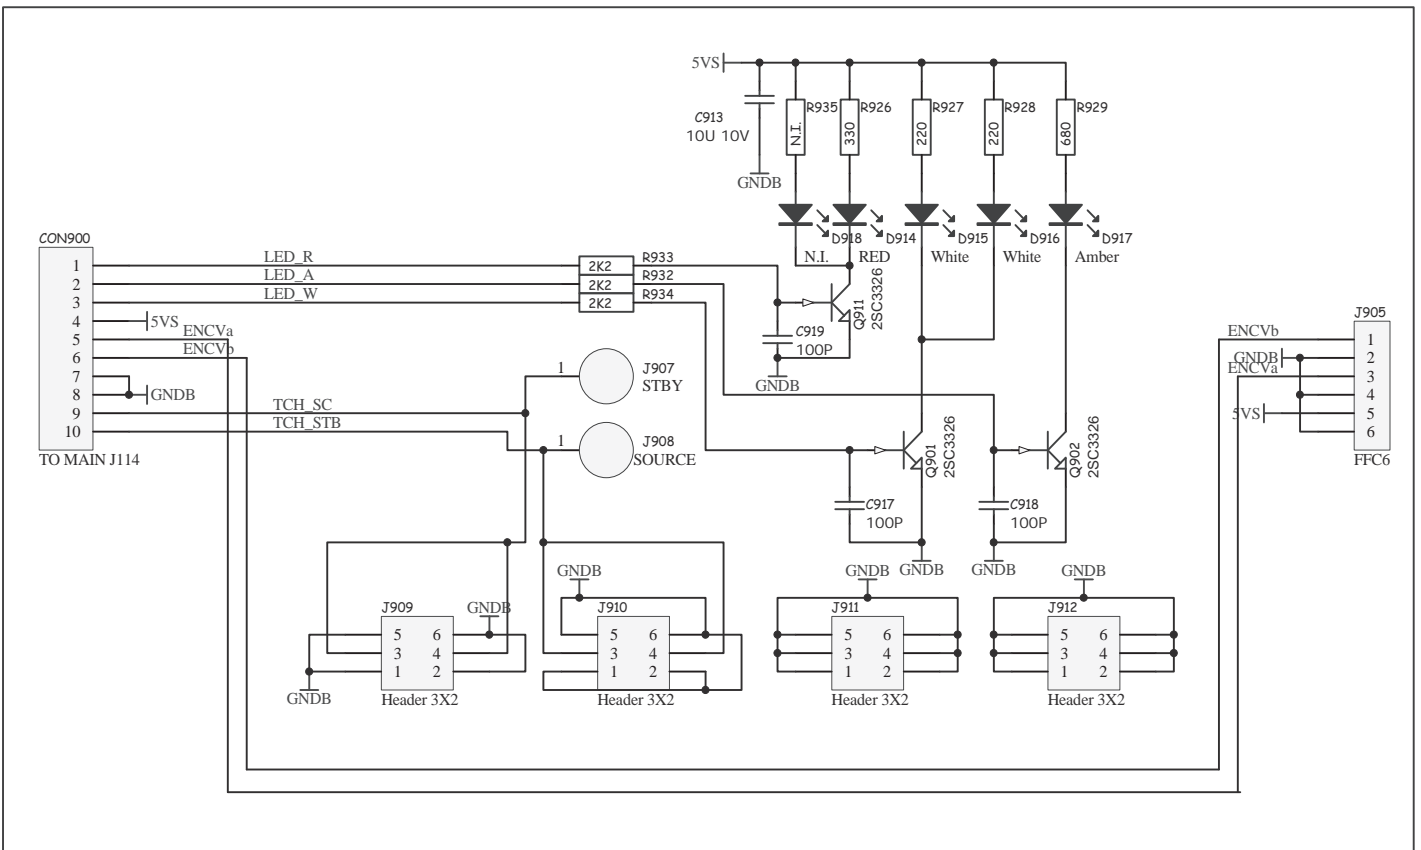 5VS
C913
10U 10V
GNDB
R935
N.I.
R926
330
R927
220
R928
220
R929
680
D918
N.I.
D914
RED
D915
White
D916
White
D917
Amber
CON900
1
2
3
4
5
6
7
8
9
10
TO MAIN J114
LED_R
LED_A
LED_W
5VS
ENCVa
ENCVb
GNDB
TCH_SC
TCH_STB
2K2
R933
2K2
R932
2K2
R934
Q911
2SC3326
C919
100P
GNDB
1
J907
STBY
1
J908
SOURCE
Q901
2SC3326
C917
100P
GNDB
Q902
2SC3326
C918
100P
GNDB
J905
ENCVb
GNDB
ENCVa
5VS
1
2
3
4
5
6
FFC6
J909
GNDB
5 6
3 4
1 2
GNDB
Header 3X2
GNDB
J910
5 6
3 4
1 2
Header 3X2
GNDB
J911
5 6
3 4
1 2
Header 3X2
GNDB
J912
5 6
3 4
1 2
Header 3X2